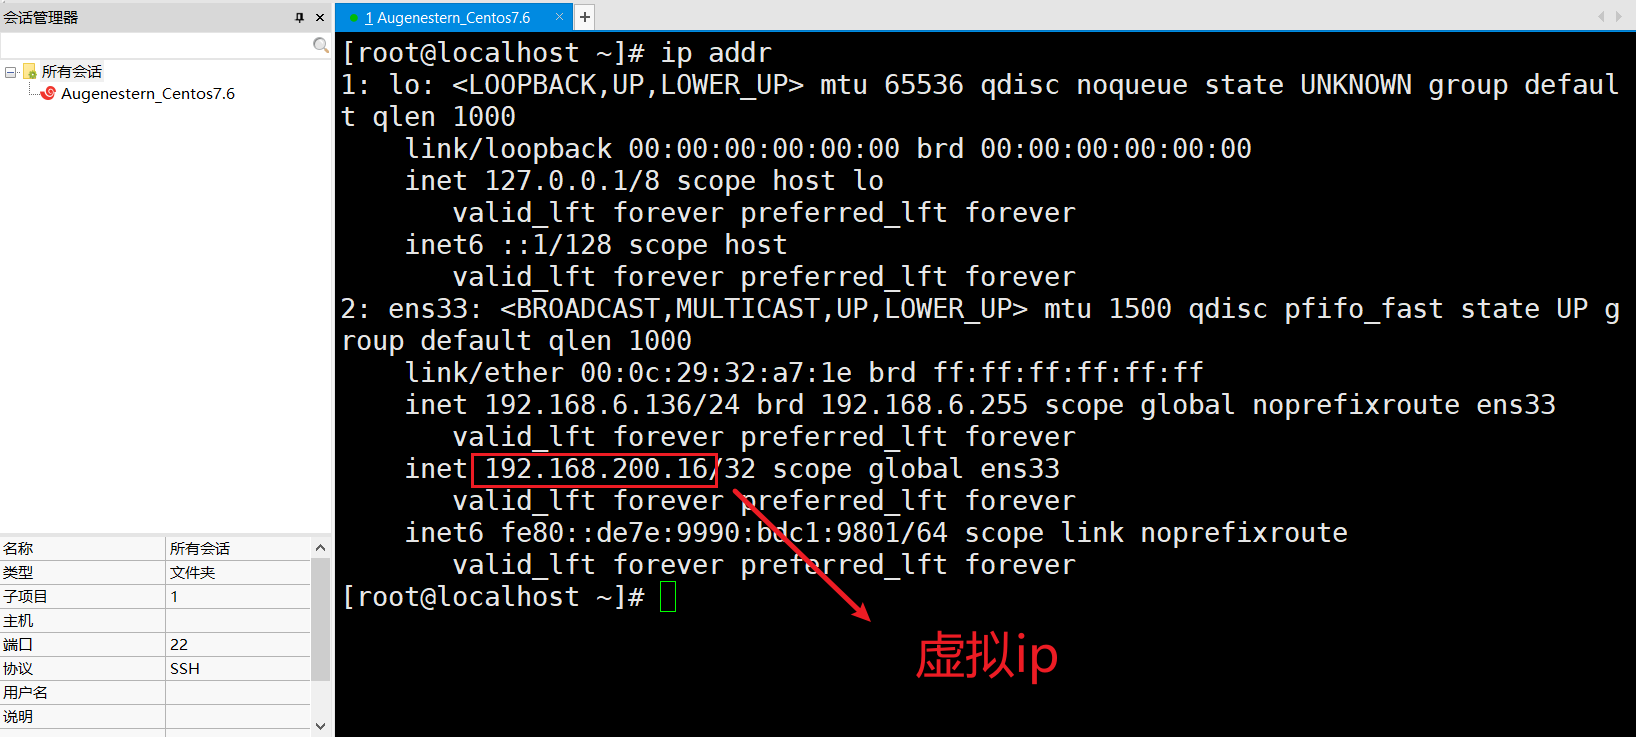 会话管理器
所有会话
Augenestern_Centos7.6
名称 所有会话
类型 文件夹
子项目 1
主机
端口 22
协议 SSH
用户名
说明
1 Augenestern_Centos7.6
[root@localhost ~]# ip addr
1: lo: <LOOPBACK,UP,LOWER_UP> mtu 65536 qdisc noqueue state UNKNOWN group defaul
t qlen 1000
link/loopback 00:00:00:00:00:00 brd 00:00:00:00:00:00
inet 127.0.0.1/8 scope host lo
valid_lft forever preferred_lft forever
inet6 ::1/128 scope host
valid_lft forever preferred_lft forever
2: ens33: <BROADCAST,MULTICAST,UP,LOWER_UP> mtu 1500 qdisc pfifo_fast state UP g
roup default qlen 1000
link/ether 00:0c:29:32:a7:1e brd ff:ff:ff:ff:ff:ff
inet 192.168.6.136/24 brd 192.168.6.255 scope global noprefixroute ens33
valid_lft forever preferred_lft forever
inet 192.168.200.16/32 scope global ens33
valid_lft forever preferred_lft forever
inet6 fe80::de7e:9990:bdc1:9801/64 scope link noprefixroute
valid_lft forever preferred_lft forever
[root@localhost ~]#
虚拟ip